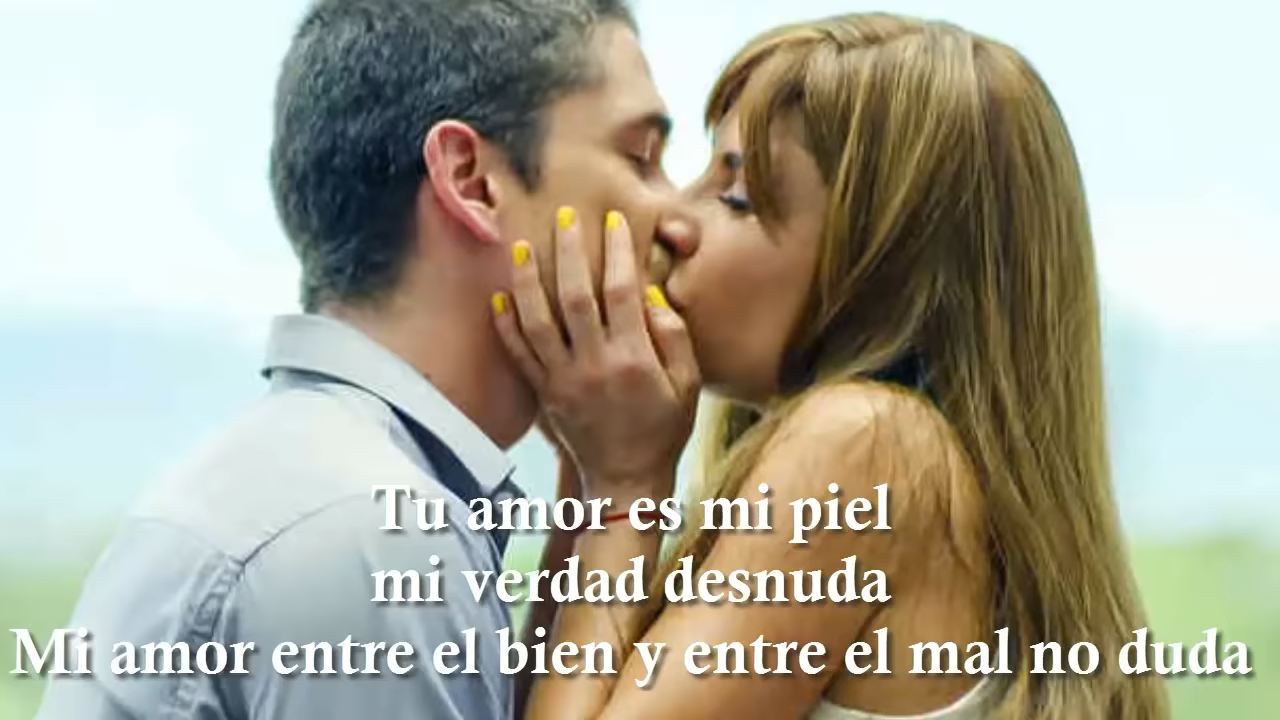 Tu amor es mi piel
mi verdad desnuda
Mi amor entre el bien y entre el mal no duda